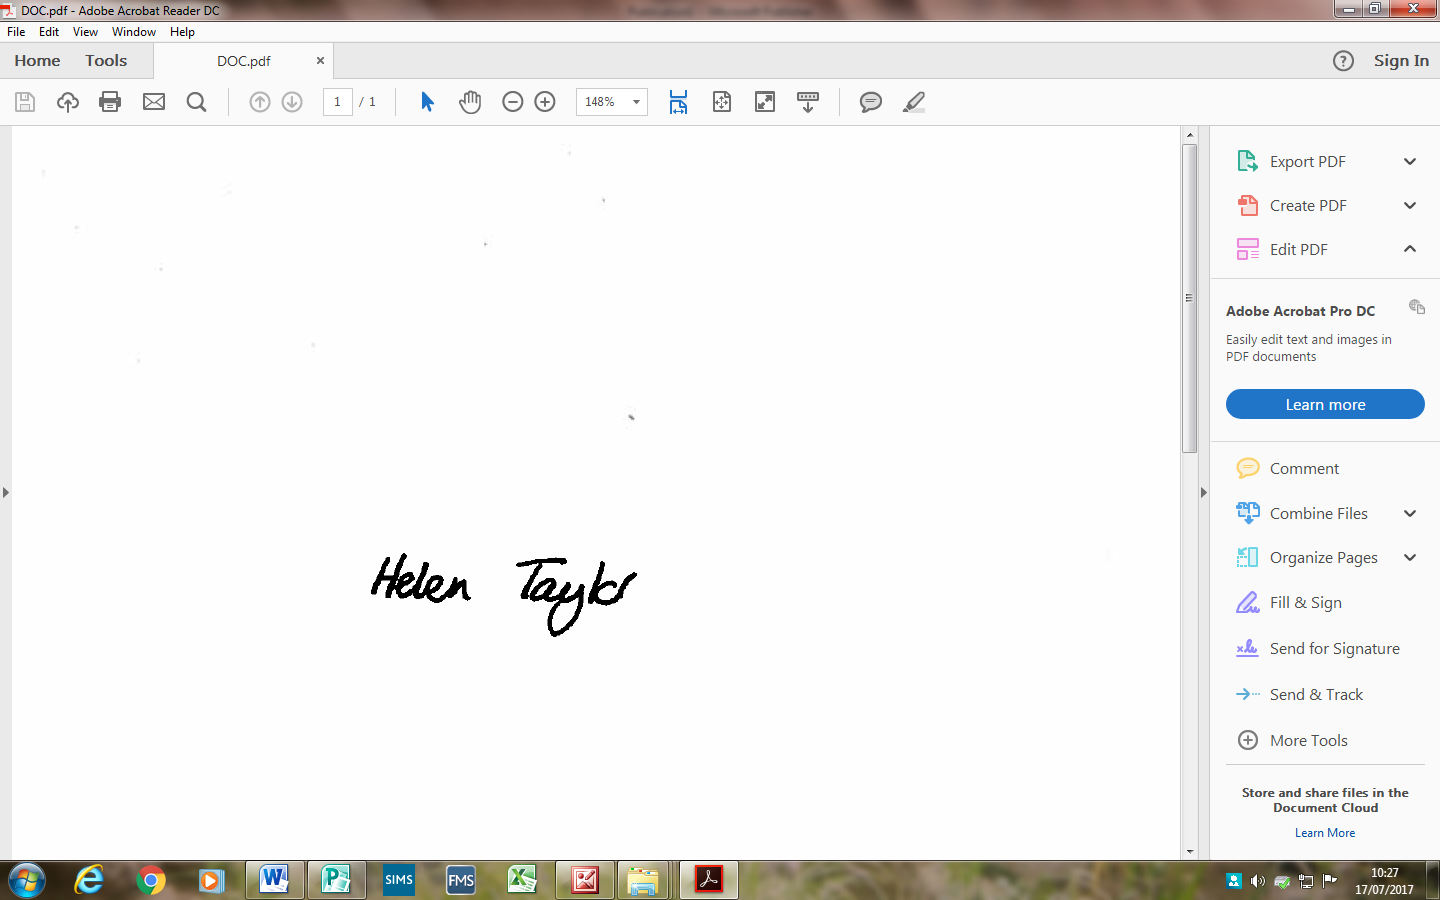 DOC.pdf - Adobe Acrobat Reader DC
File Edit View Window Help
Home Tools DOC.pdf × Sign In
1 / 1 148%
Export PDF
Create PDF
Edit PDF
Adobe Acrobat Pro DC
Easily edit text and images in
PDF documents
Learn more
Comment
Combine Files
Organize Pages
Fill & Sign
Send for Signature
Send & Track
More Tools
Store and share files in the
Document Cloud
Learn More
Helen Taylor
SIMS FMS
10:27
17/07/2017